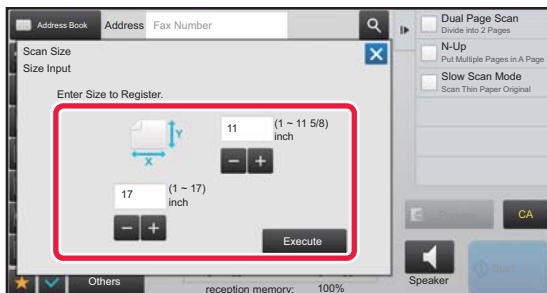 Address Book Address Fax Number
Dual Page Scan
Divide into 2 Pages
N-Up
Put Multiple Pages in A Page
Slow Scan Mode
Scan Thin Paper Original
Scan Size
Size Input
Enter Size to Register.
Y
X
11 (1 ~ 11 5/8)
inch
17 (1 ~ 17)
inch
Execute
CA
Others
reception memory: 100%
Speaker
Start